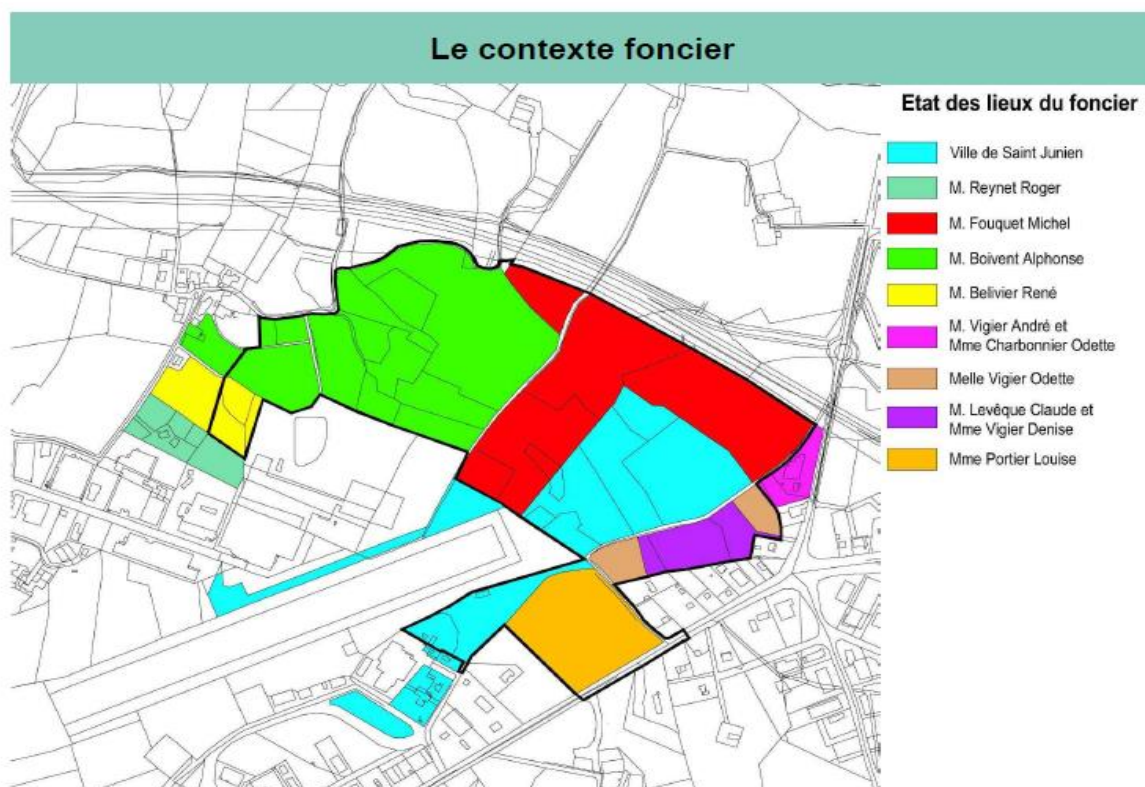 Le contexte foncier
Etat des lieux du foncier
Ville de Saint Junien
M. Reynet Roger
M. Fouquet Michel
M. Boivent Alphonse
M. Belivier René
M. Vigier André et
Mme Charbonnier Odette
Melle Vigier Odette
M. Levêque Claude et
Mme Vigier Denise
Mme Portier Louise